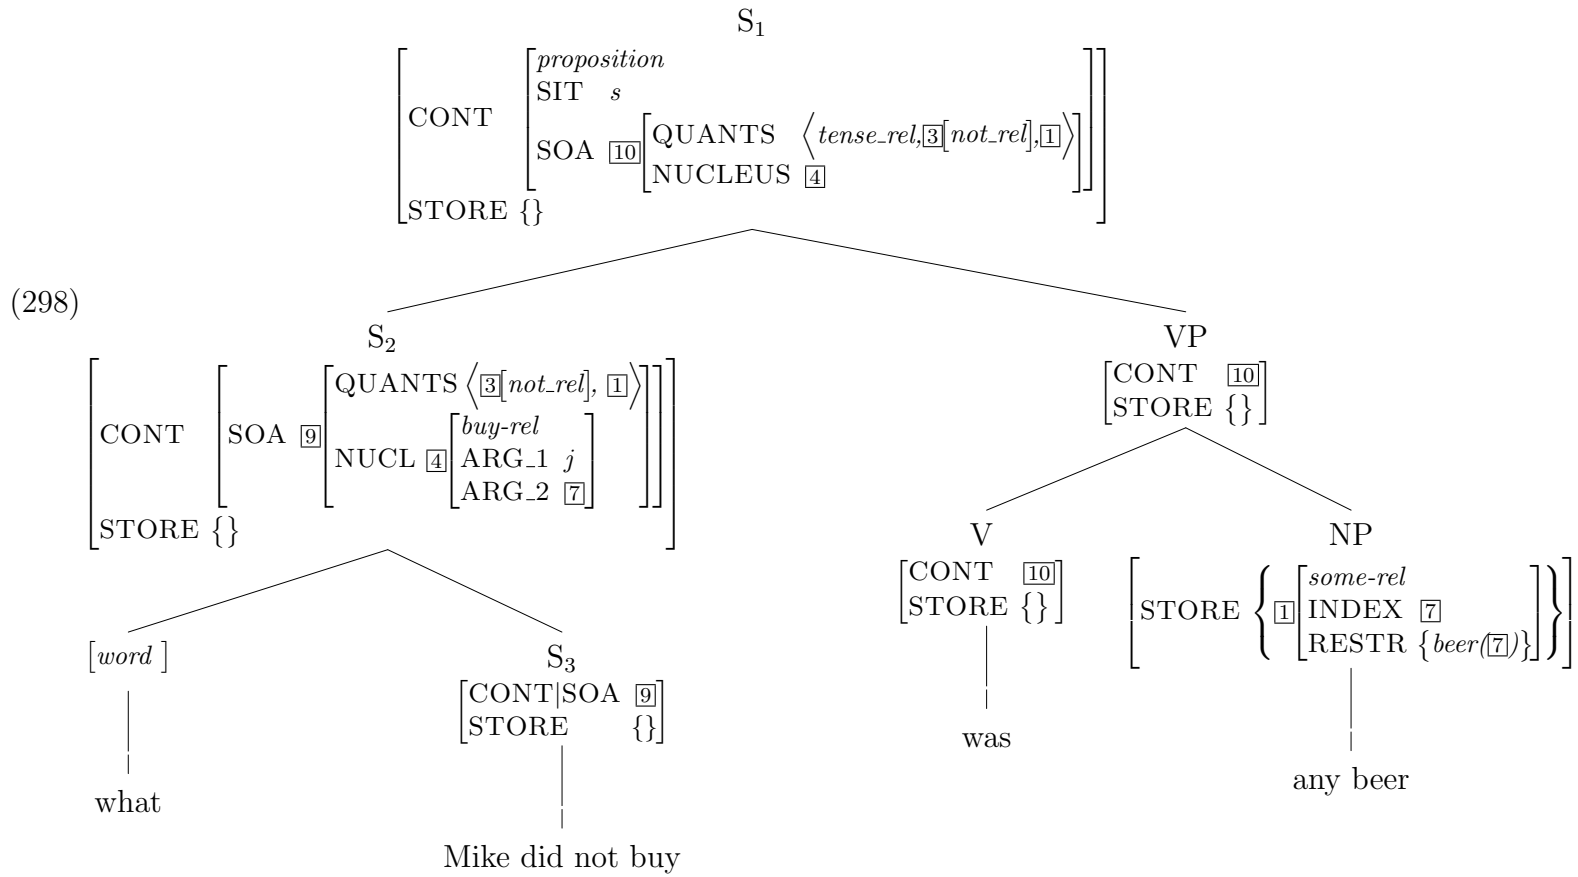 S₁
proposition
SIT s
CONT
SOA 10 QUANTS ⟨tense_rel,3[not_rel],1⟩
NUCLEUS 4
STORE {}
(298)
S₂
QUANTS ⟨3[not_rel], 1⟩
CONT SOA 9
buy-rel
NUCL 4 ARG_1 j
ARG_2 7
STORE {}
VP
CONT 10
STORE {}
V
CONT 10
STORE {}
NP
some-rel
STORE {1 INDEX 7
RESTR {beer(7)}}
[word ]
S₃
CONT|SOA 9
STORE {}
what
Mike did not buy
was
any beer